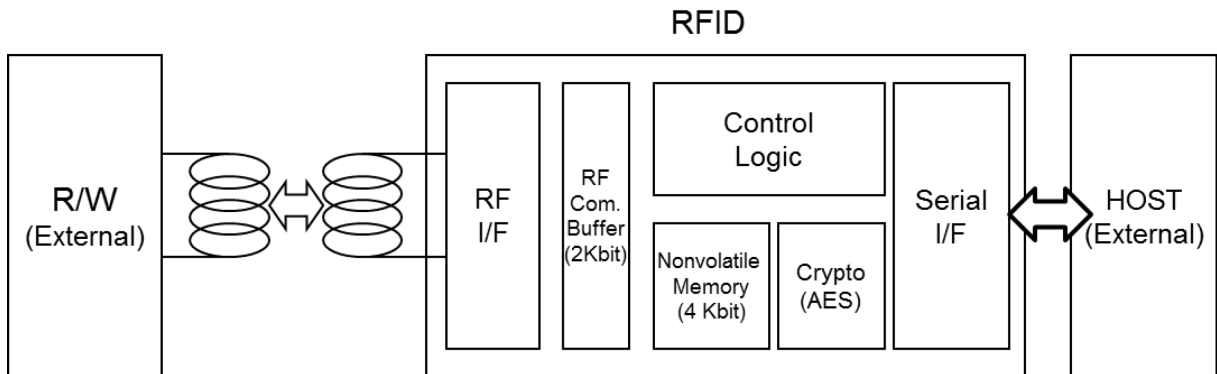 RFID
R/W
(External)
RF
I/F
RF
Com.
Buffer
(2Kbit)
Control
Logic
Nonvolatile
Memory
(4 Kbit)
Crypto
(AES)
Serial
I/F
HOST
(External)